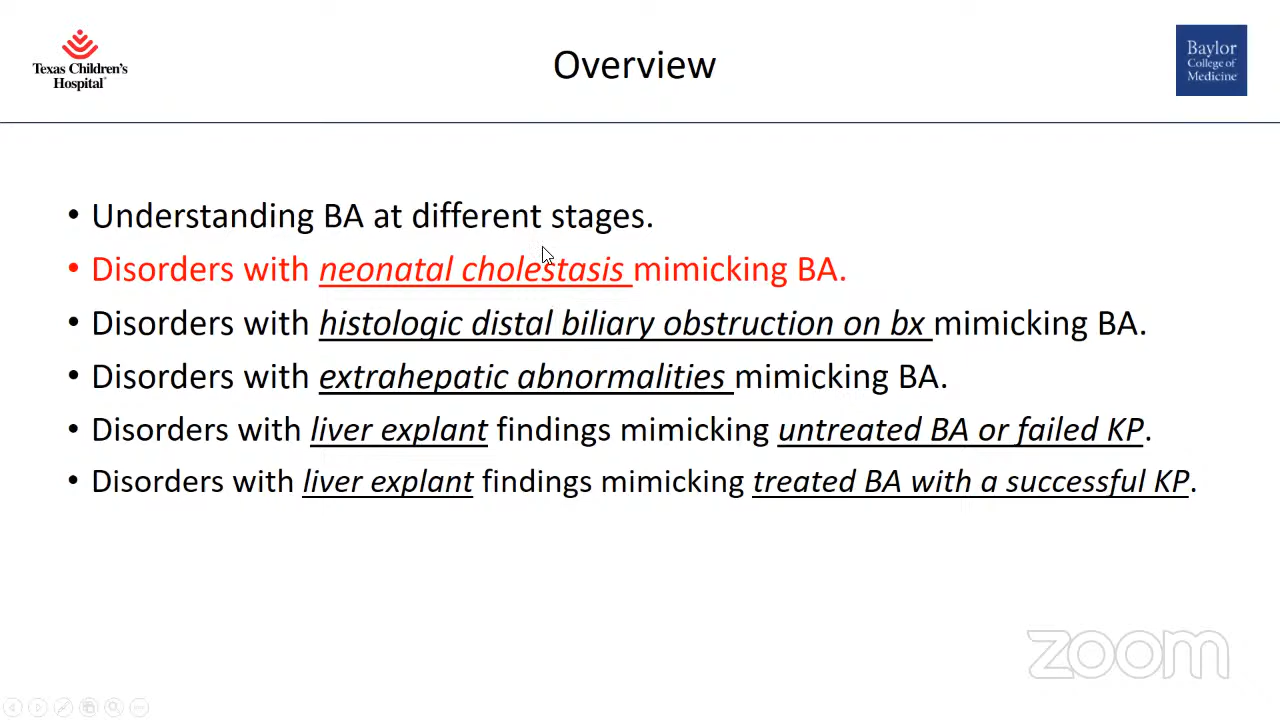 Texas Children's
Hospital
Overview
Baylor
College of
Medicine
• Understanding BA at different stages.
• Disorders with neonatal cholestasis mimicking BA.
• Disorders with histologic distal biliary obstruction on bx mimicking BA.
• Disorders with extrahepatic abnormalities mimicking BA.
• Disorders with liver explant findings mimicking untreated BA or failed KP.
• Disorders with liver explant findings mimicking treated BA with a successful KP.
zoom